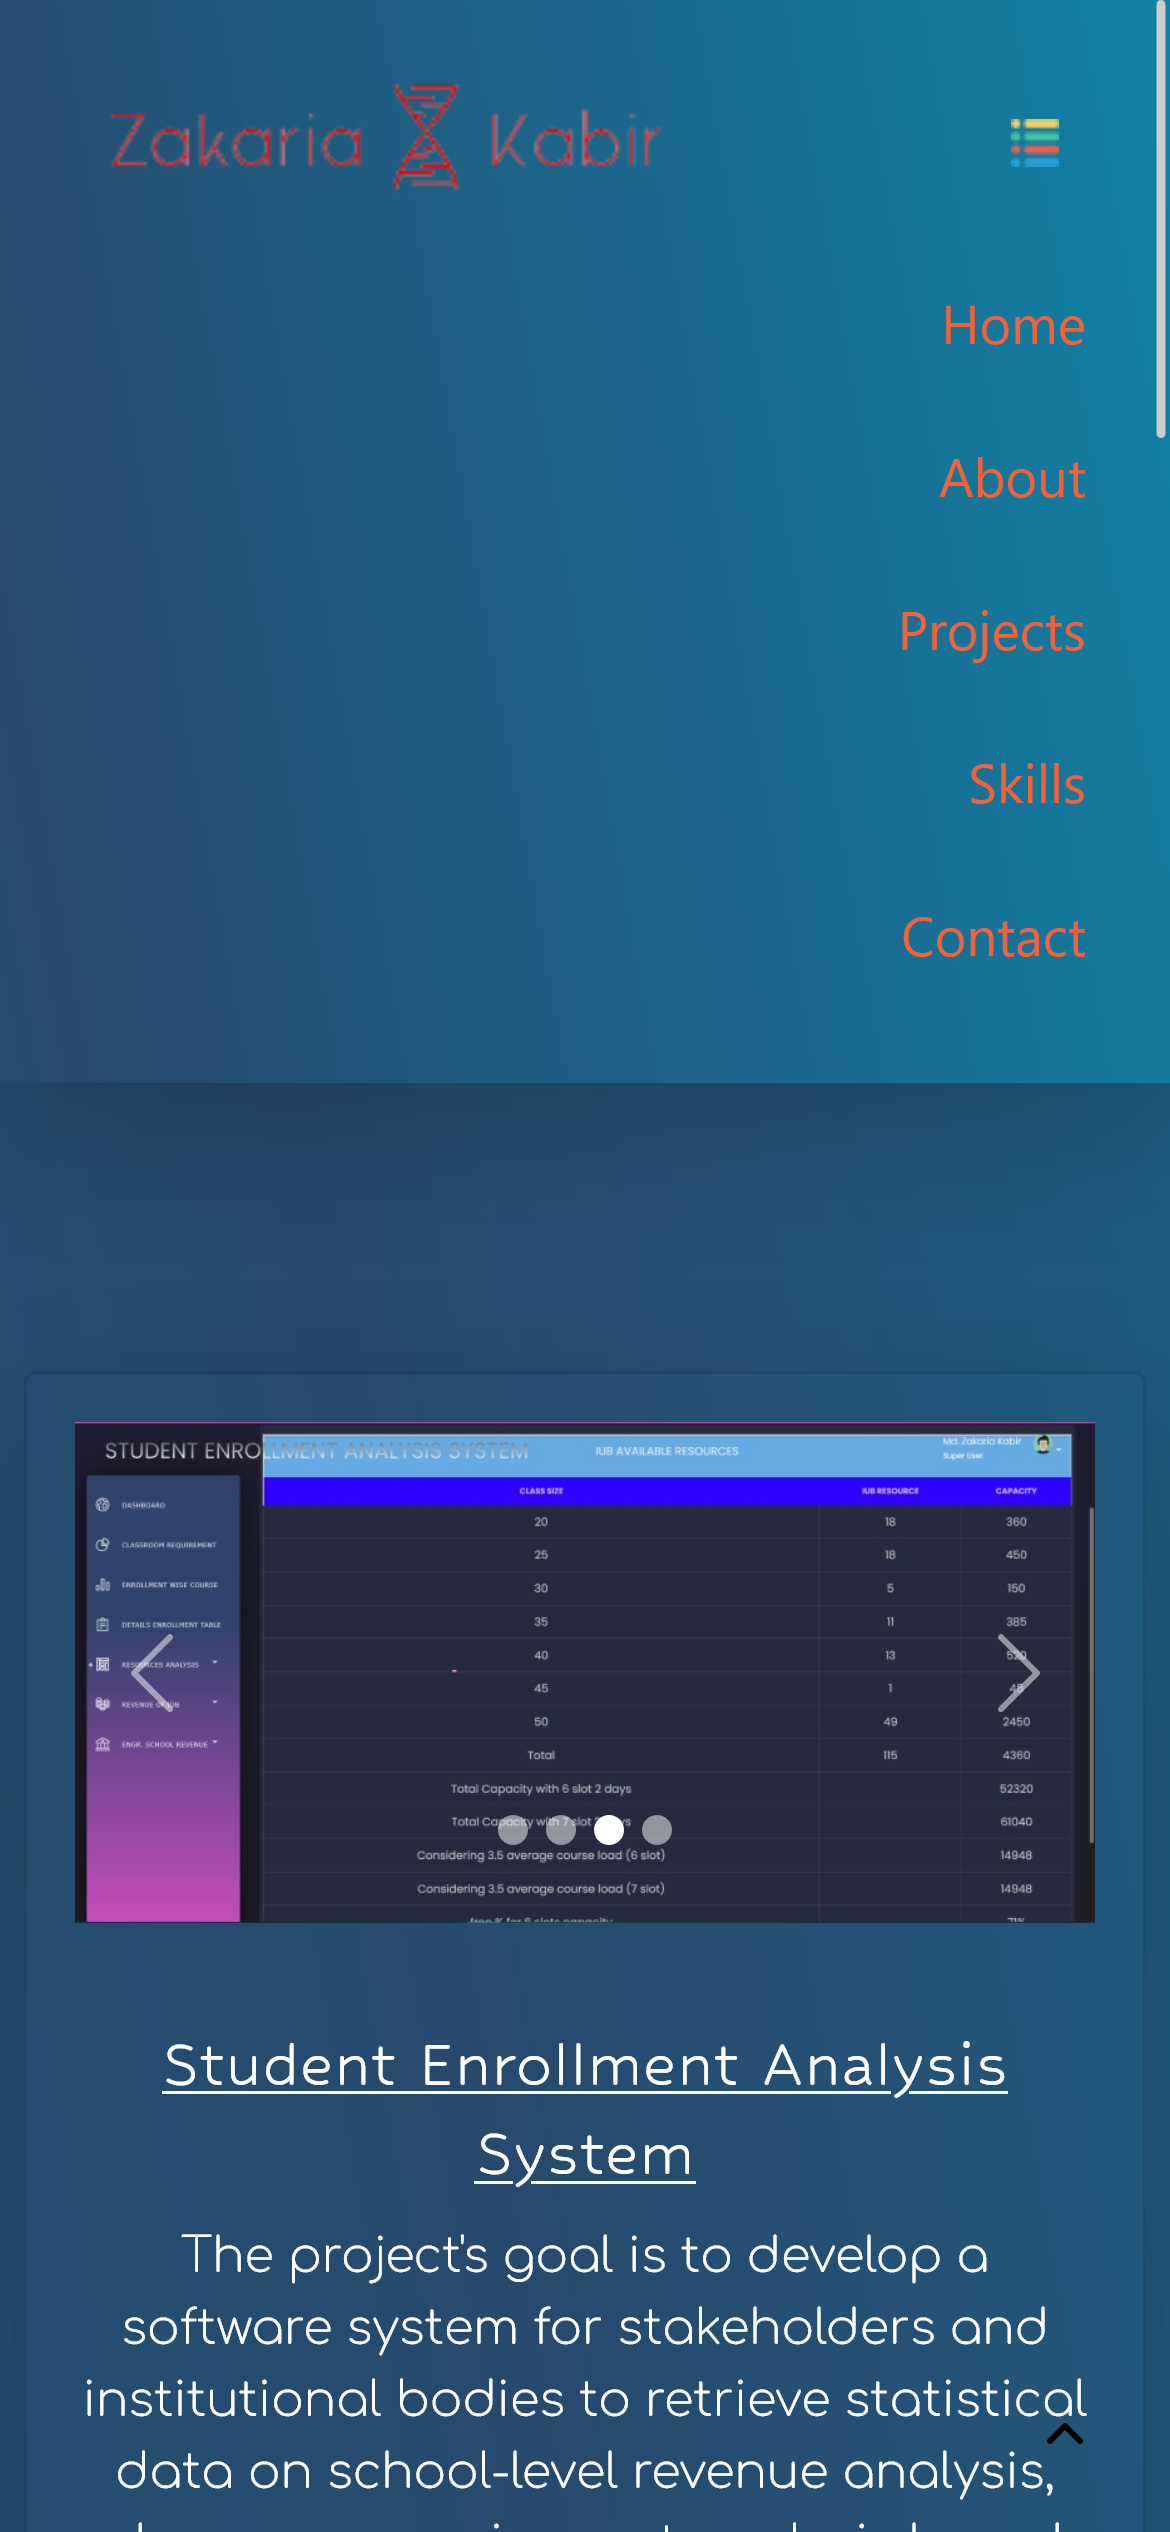 Zakaria Kabir
Home
About
Projects
Skills
Contact
STUDENT ENROLLMENT ANALYSIS SYSTEM
IUB AVAILABLE RESOURCES
Md. Zakaria Kabir
Super User
DASHBOARD
CLASSROOM REQUIREMENT
ENROLLMENT WISE COURSE
DETAILS ENROLLMENT TABLE
RESOURCES ANALYSIS
REVENUE OF IUB
ENGR. SCHOOL REVENUE
CLASS SIZE IUB RESOURCE CAPACITY
20 18 360
25 18 450
30 5 150
35 11 385
40 13 520
45 1 45
50 49 2450
Total 115 4360
Total Capacity with 6 slot 2 days 52320
Total Capacity with 7 slot 2 days 61040
Considering 3.5 average course load (6 slot) 14948
Considering 3.5 average course load (7 slot) 14948
free % for 6 slots capacity 71%
Student Enrollment Analysis
System
The project's goal is to develop a
software system for stakeholders and
institutional bodies to retrieve statistical
data on school-level revenue analysis,